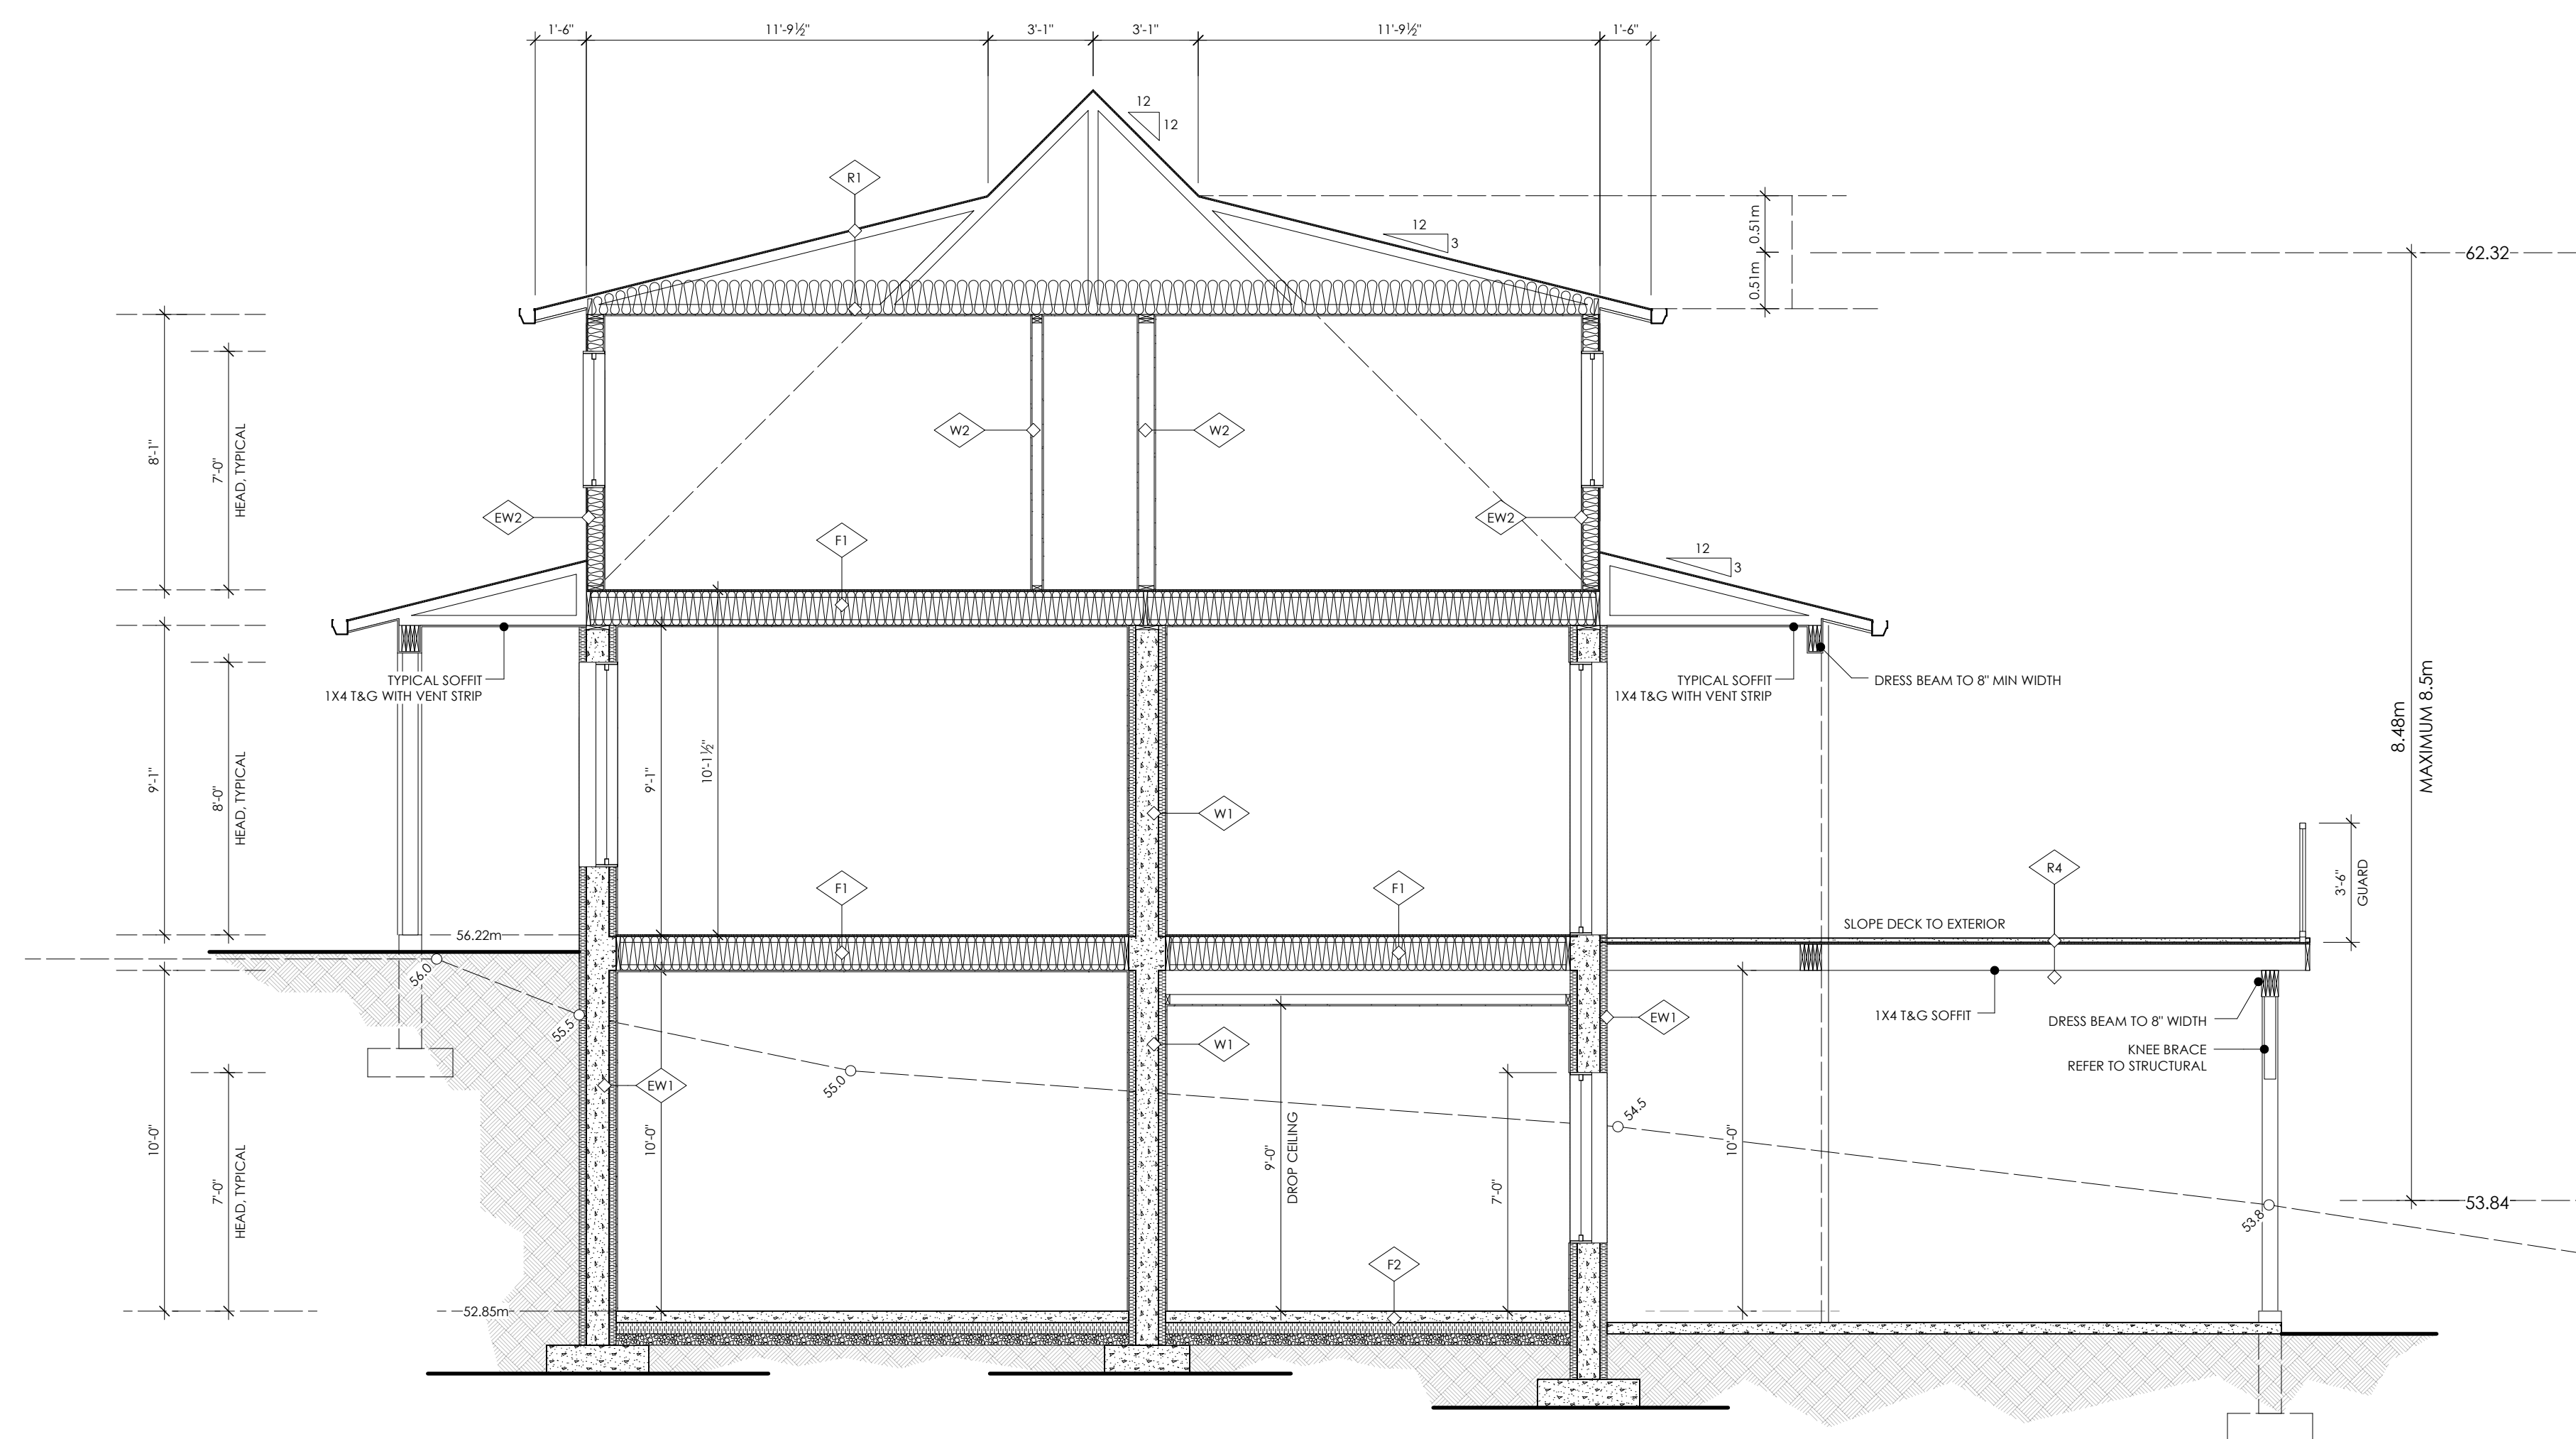 1'-6" 11'-9½" 3'-1" 3'-1" 11'-9½" 1'-6"
12
12
R1
12
3
0.51m
0.51m
62.32
8'-1"
7'-0"
HEAD, TYPICAL
W2
W2
EW2
EW2
F1
12
3
TYPICAL SOFFIT
1X4 T&G WITH VENT STRIP
TYPICAL SOFFIT
1X4 T&G WITH VENT STRIP
DRESS BEAM TO 8" MIN WIDTH
8.48m
MAXIMUM 8.5m
9'-1"
8'-0"
HEAD, TYPICAL
9'-1"
10'-1½"
W1
F1
F1
R4
3'-6"
GUARD
SLOPE DECK TO EXTERIOR
56.22m
56.0
55.5
55.0
EW1
W1
EW1
1X4 T&G SOFFIT
DRESS BEAM TO 8" WIDTH
KNEE BRACE
REFER TO STRUCTURAL
54.5
10'-0"
7'-0"
HEAD, TYPICAL
10'-0"
9'-0"
DROP CEILING
7'-0"
10'-0"
53.8
53.84
F2
52.85m